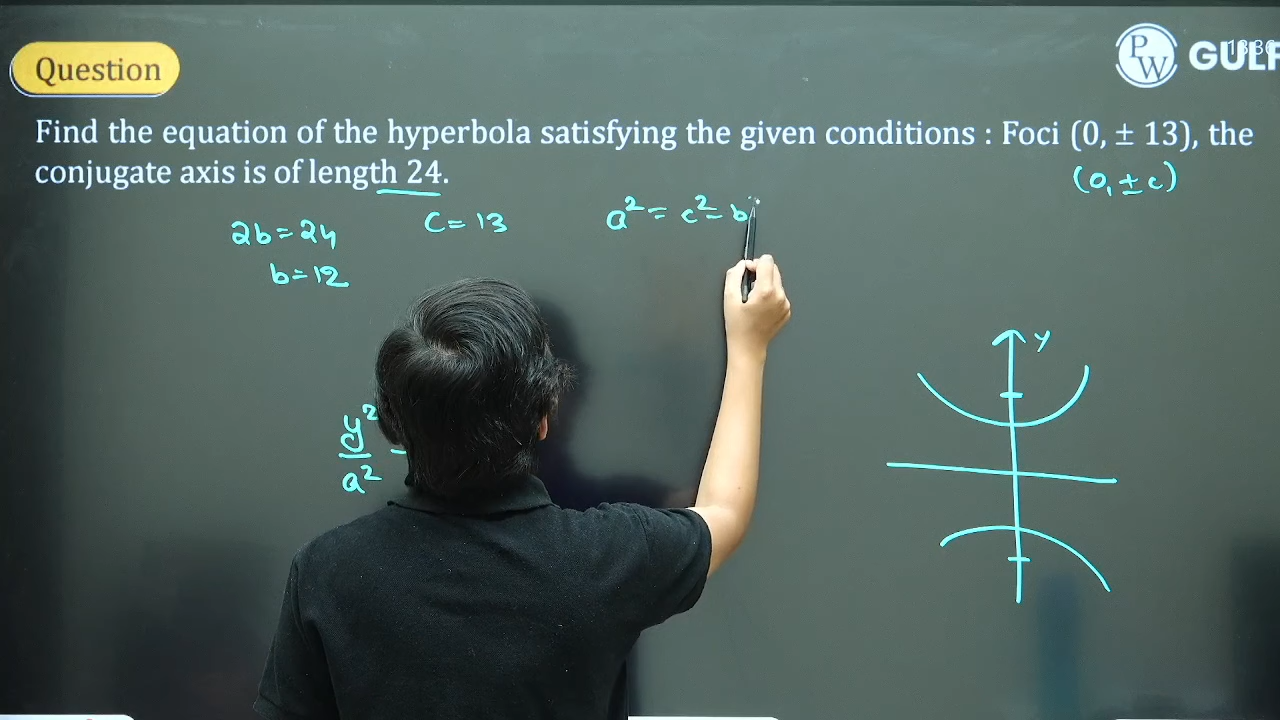 Question
PW GULF
Find the equation of the hyperbola satisfying the given conditions : Foci (0, ± 13), the
conjugate axis is of length 24.
(0, ± c)
2b = 24
b = 12
C = 13
a² = c² = b
y
y²
a²